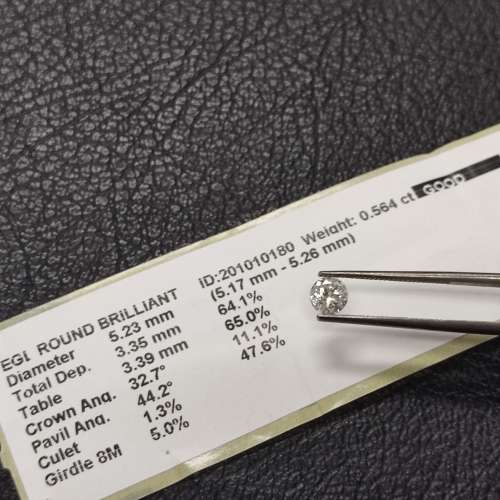 EGL ROUND BRILLIANT ID:201010180 Weight: 0.564 ct GOOD
Diameter 5.23 mm (5.17 mm - 5.26 mm)
Total Dep. 3.35 mm 64.1%
Table 3.39 mm 65.0%
Crown Ang. 32.7° 11.1%
Pavil Ang. 44.2° 47.6%
Culet 1.3%
Girdle 8M 5.0%